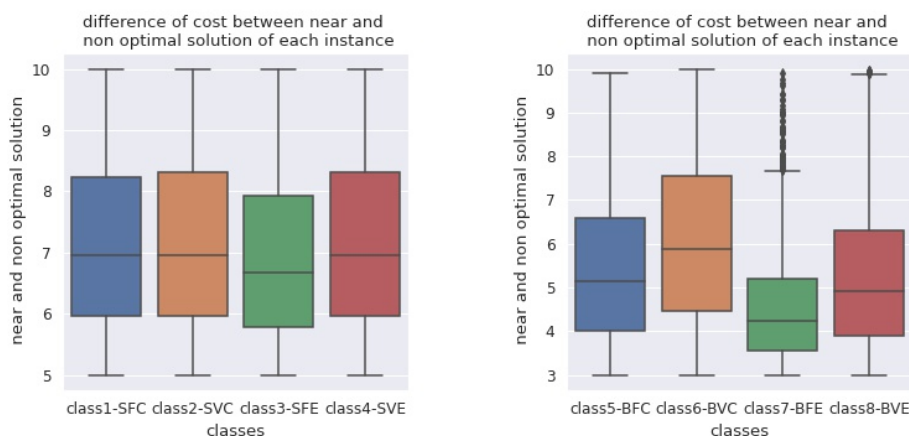 difference of cost between near and
non optimal solution of each instance
near and non optimal solution
10
9
8
7
6
5
class1-SFC class2-SVC class3-SFE class4-SVE
classes
difference of cost between near and
non optimal solution of each instance
near and non optimal solution
10
9
8
7
6
5
4
3
class5-BFC class6-BVC class7-BFE class8-BVE
classes